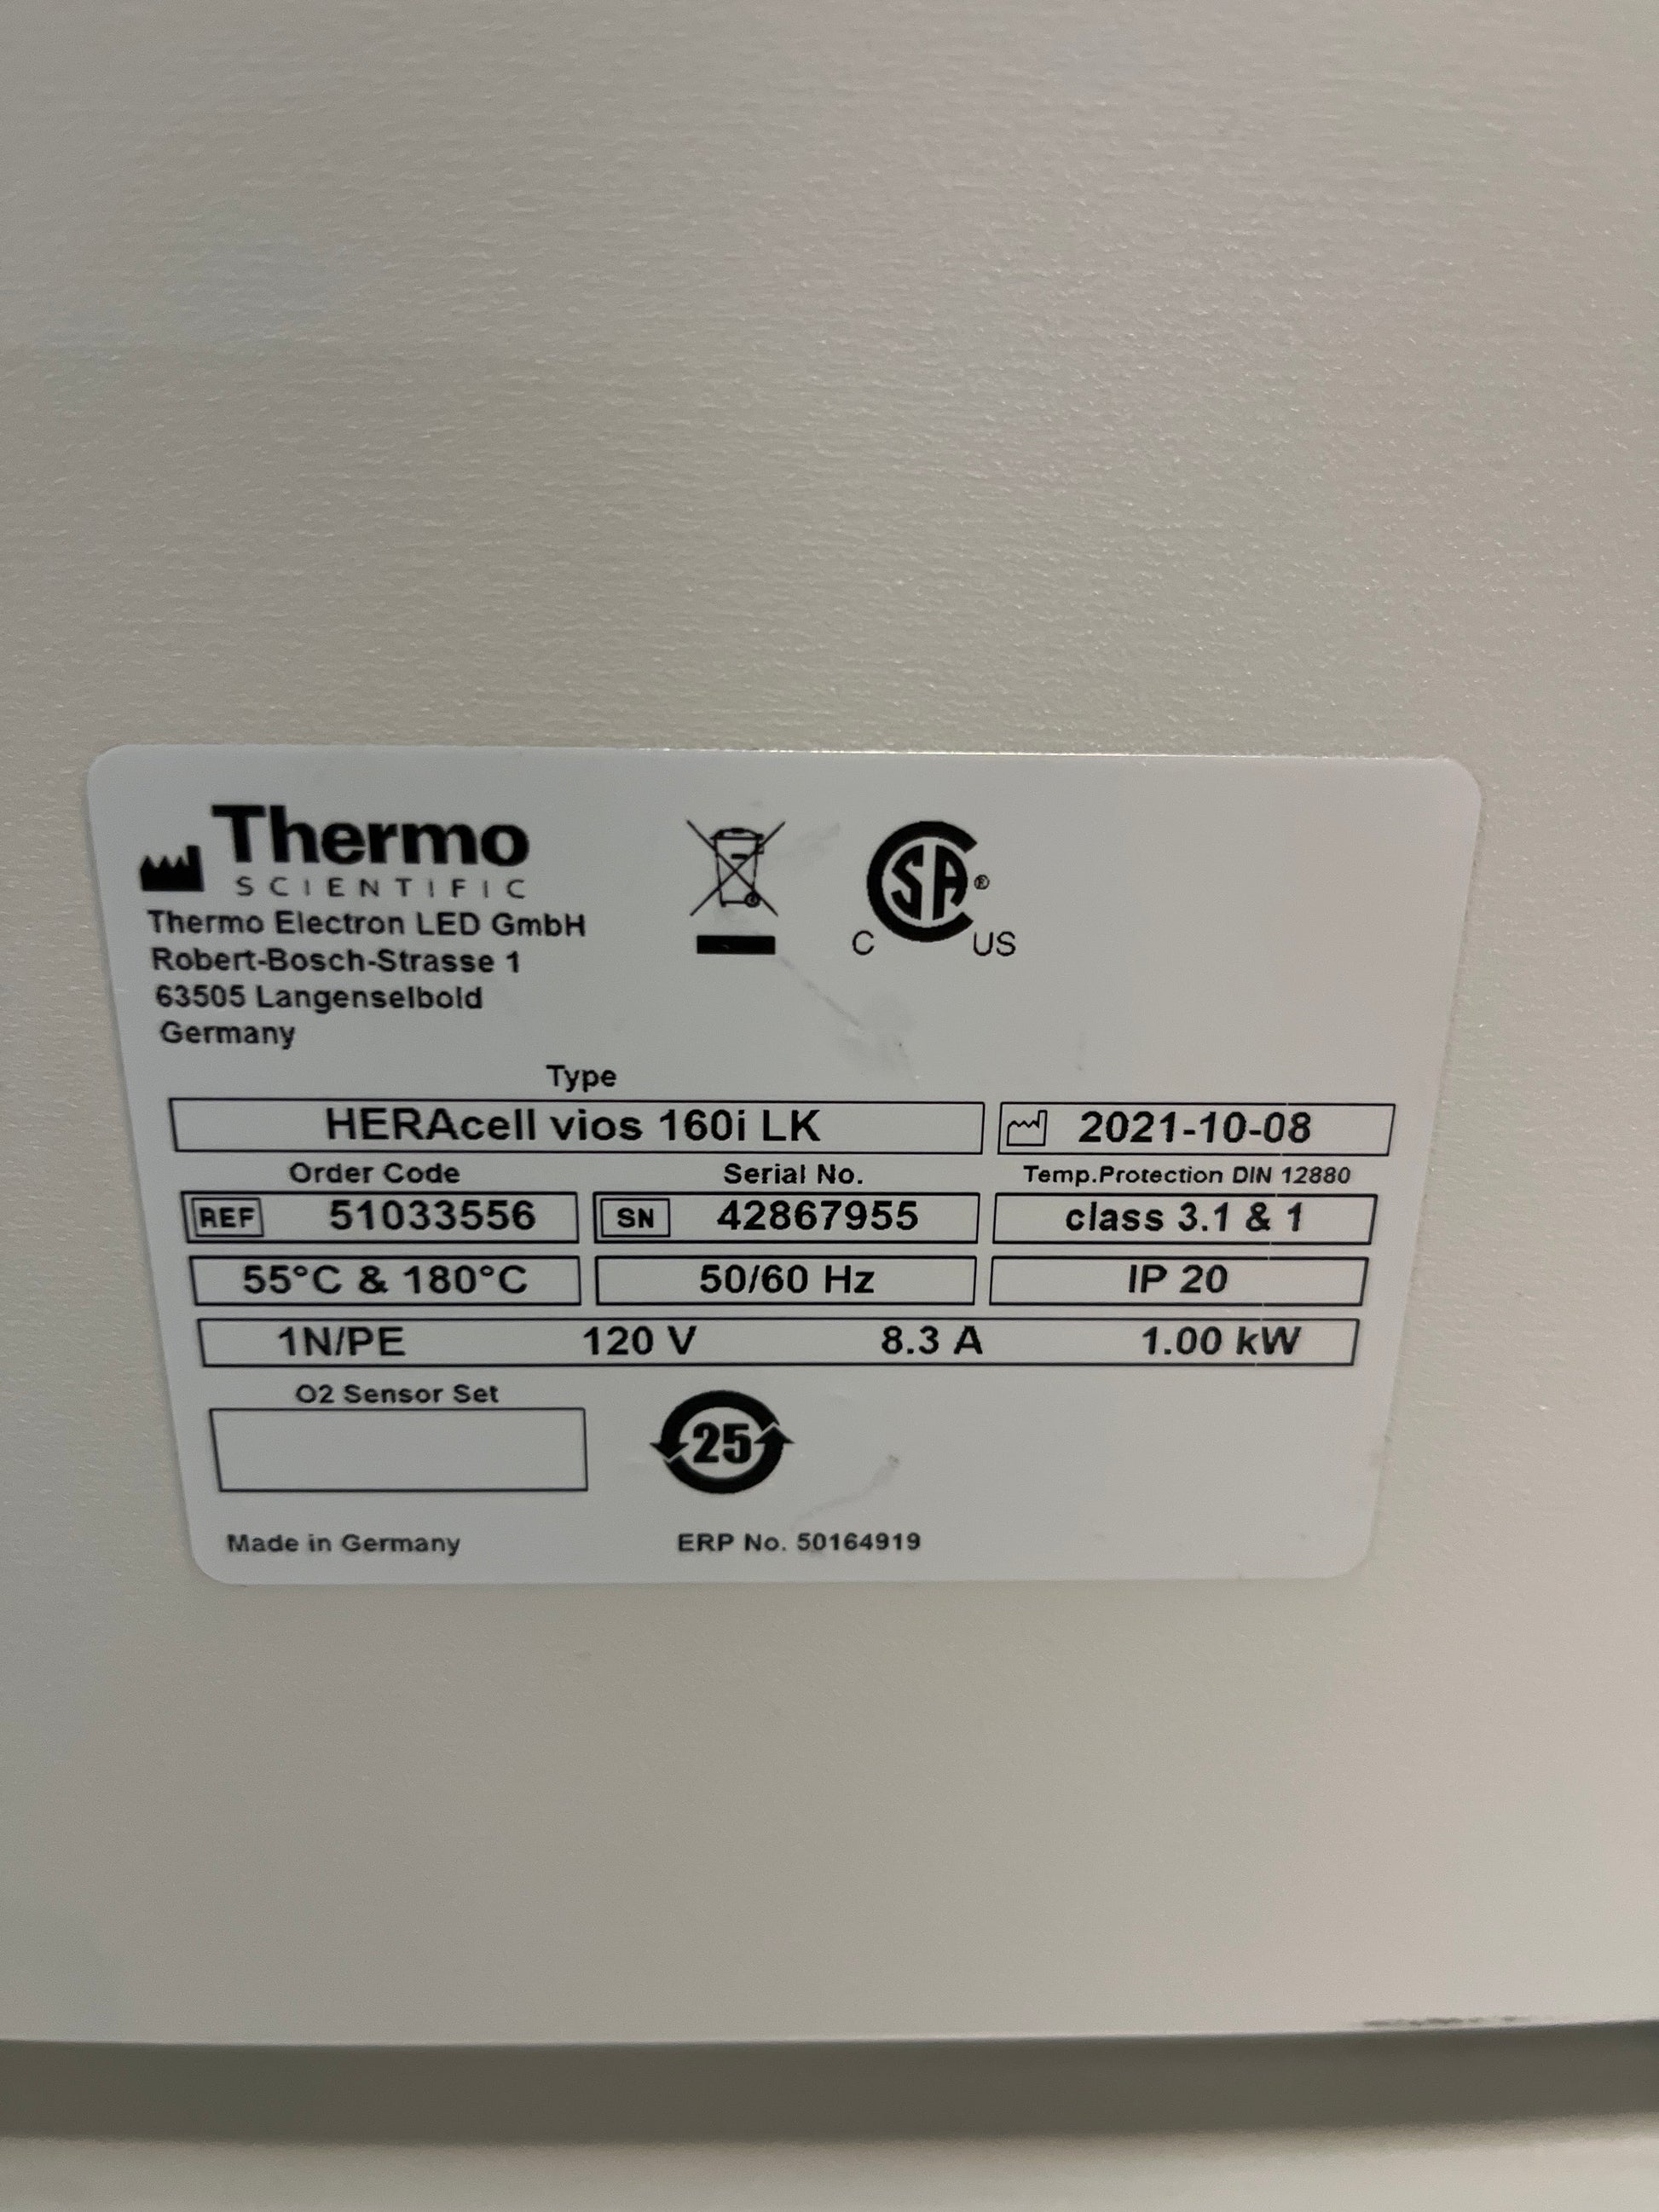 Thermo
SCIENTIFIC
Thermo Electron LED GmbH
Robert-Bosch-Strasse 1
63505 Langenselbold
Germany
CSA®
C US
Type
HERAcell vios 160i LK 2021-10-08
Order Code Serial No. Temp.Protection DIN 12880
REF 51033556 SN 42867955 class 3.1 & 1
55°C & 180°C 50/60 Hz IP 20
1N/PE 120 V 8.3 A 1.00 kW
O2 Sensor Set
25
Made in Germany ERP No. 50164919